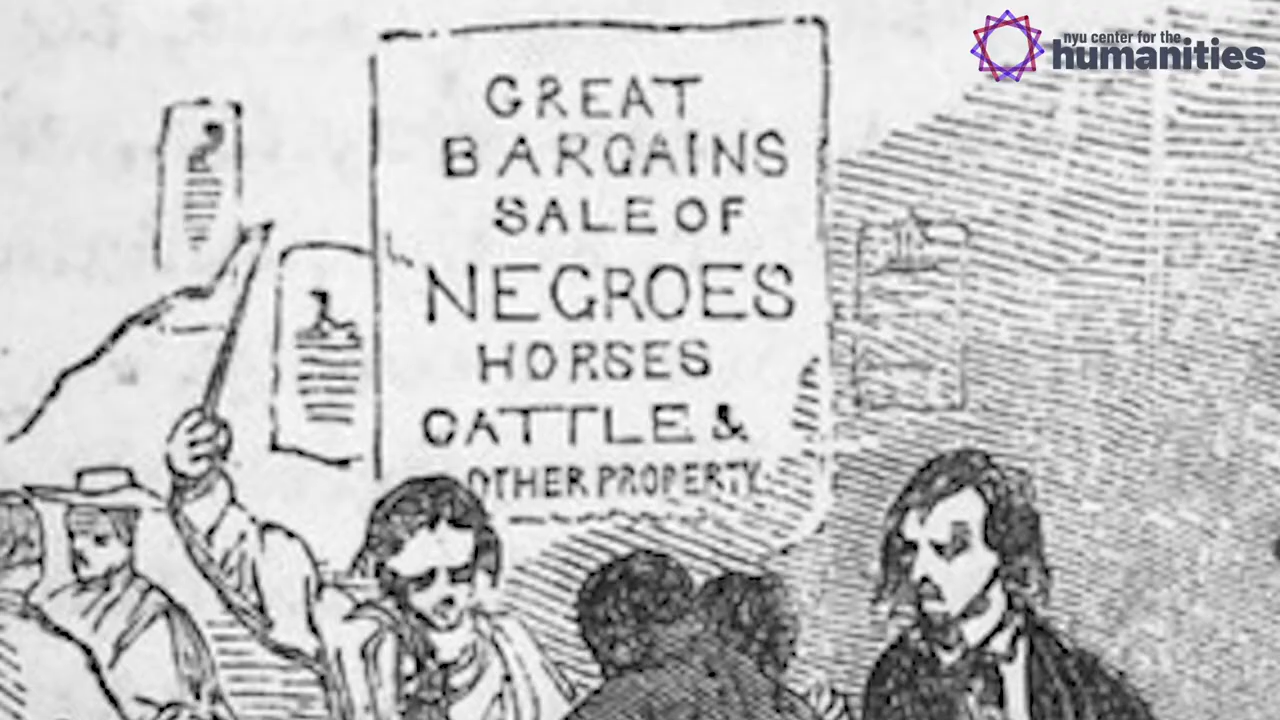 nyu center for the
humanities
GREAT
BARGAINS
SALE OF
NEGROES
HORSES
CATTLE &
OTHER PROPERTY